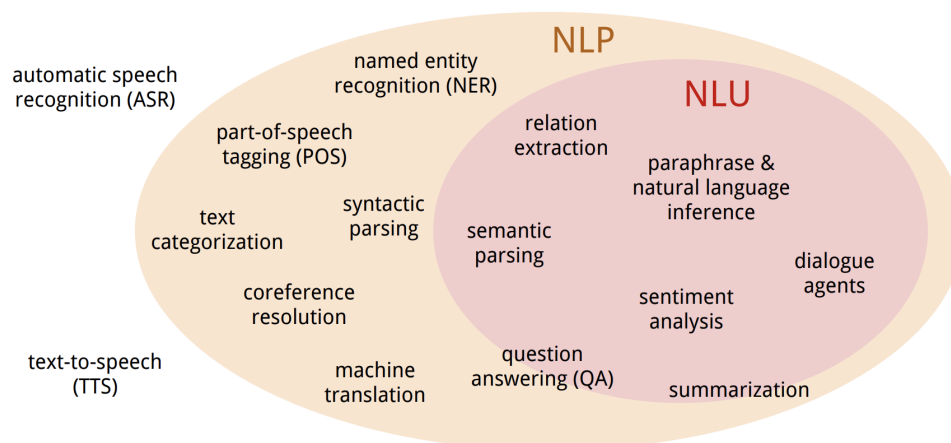 NLP
named entity
recognition (NER)
automatic speech
recognition (ASR)
NLU
relation
extraction
part-of-speech
tagging (POS)
paraphrase &
natural language
inference
syntactic
parsing
text
categorization
semantic
parsing
dialogue
agents
coreference
resolution
sentiment
analysis
question
answering (QA)
text-to-speech
(TTS)
machine
translation
summarization